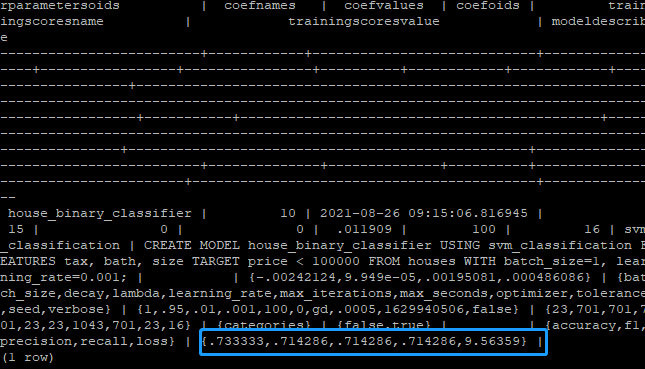 rparametersoids | coefnames | coefvalues | coefoids | train
ingscoresname | trainingscoresvalue | modeldescrib
e
-----------------------------+---------------+---------------------------------
-----+--------------------+------------------+--------------+--------------+----
-------------------+------------------------------------------------------------
--------------------------------------------------------------------------------
--------------------+-------------+----------------------------------------------------+-----
--------------------------------------------------------------------------------
------------------+----------------------------------------------------------+----
-----------------------------+-----------------+--------------------+-----------
---------------------------+-------------------------------------------------+----
--
house_binary_classifier | 10 | 2021-08-26 09:15:06.816945 |
15 | 0 | 0 | .011909 | 100 | 16 | svm
_classification | CREATE MODEL house_binary_classifier USING svm_classification F
EATURES tax, bath, size TARGET price < 100000 FROM houses WITH batch_size=1, lear
ning_rate=0.001; | | {-.00242124,9.949e-05,.00195081,.000486086} | {bat
ch_size,decay,lambda,learning_rate,max_iterations,max_seconds,optimizer,tolerance
,seed,verbose} | {1,.95,.01,.001,100,0,gd,.0005,1629940506,false} | {23,701,701,7
01,23,23,1043,701,23,16} | {categories} | {false,true} | | {accuracy,f1,
precision,recall,loss} | {.733333,.714286,.714286,.714286,9.56359} |
(1 row)